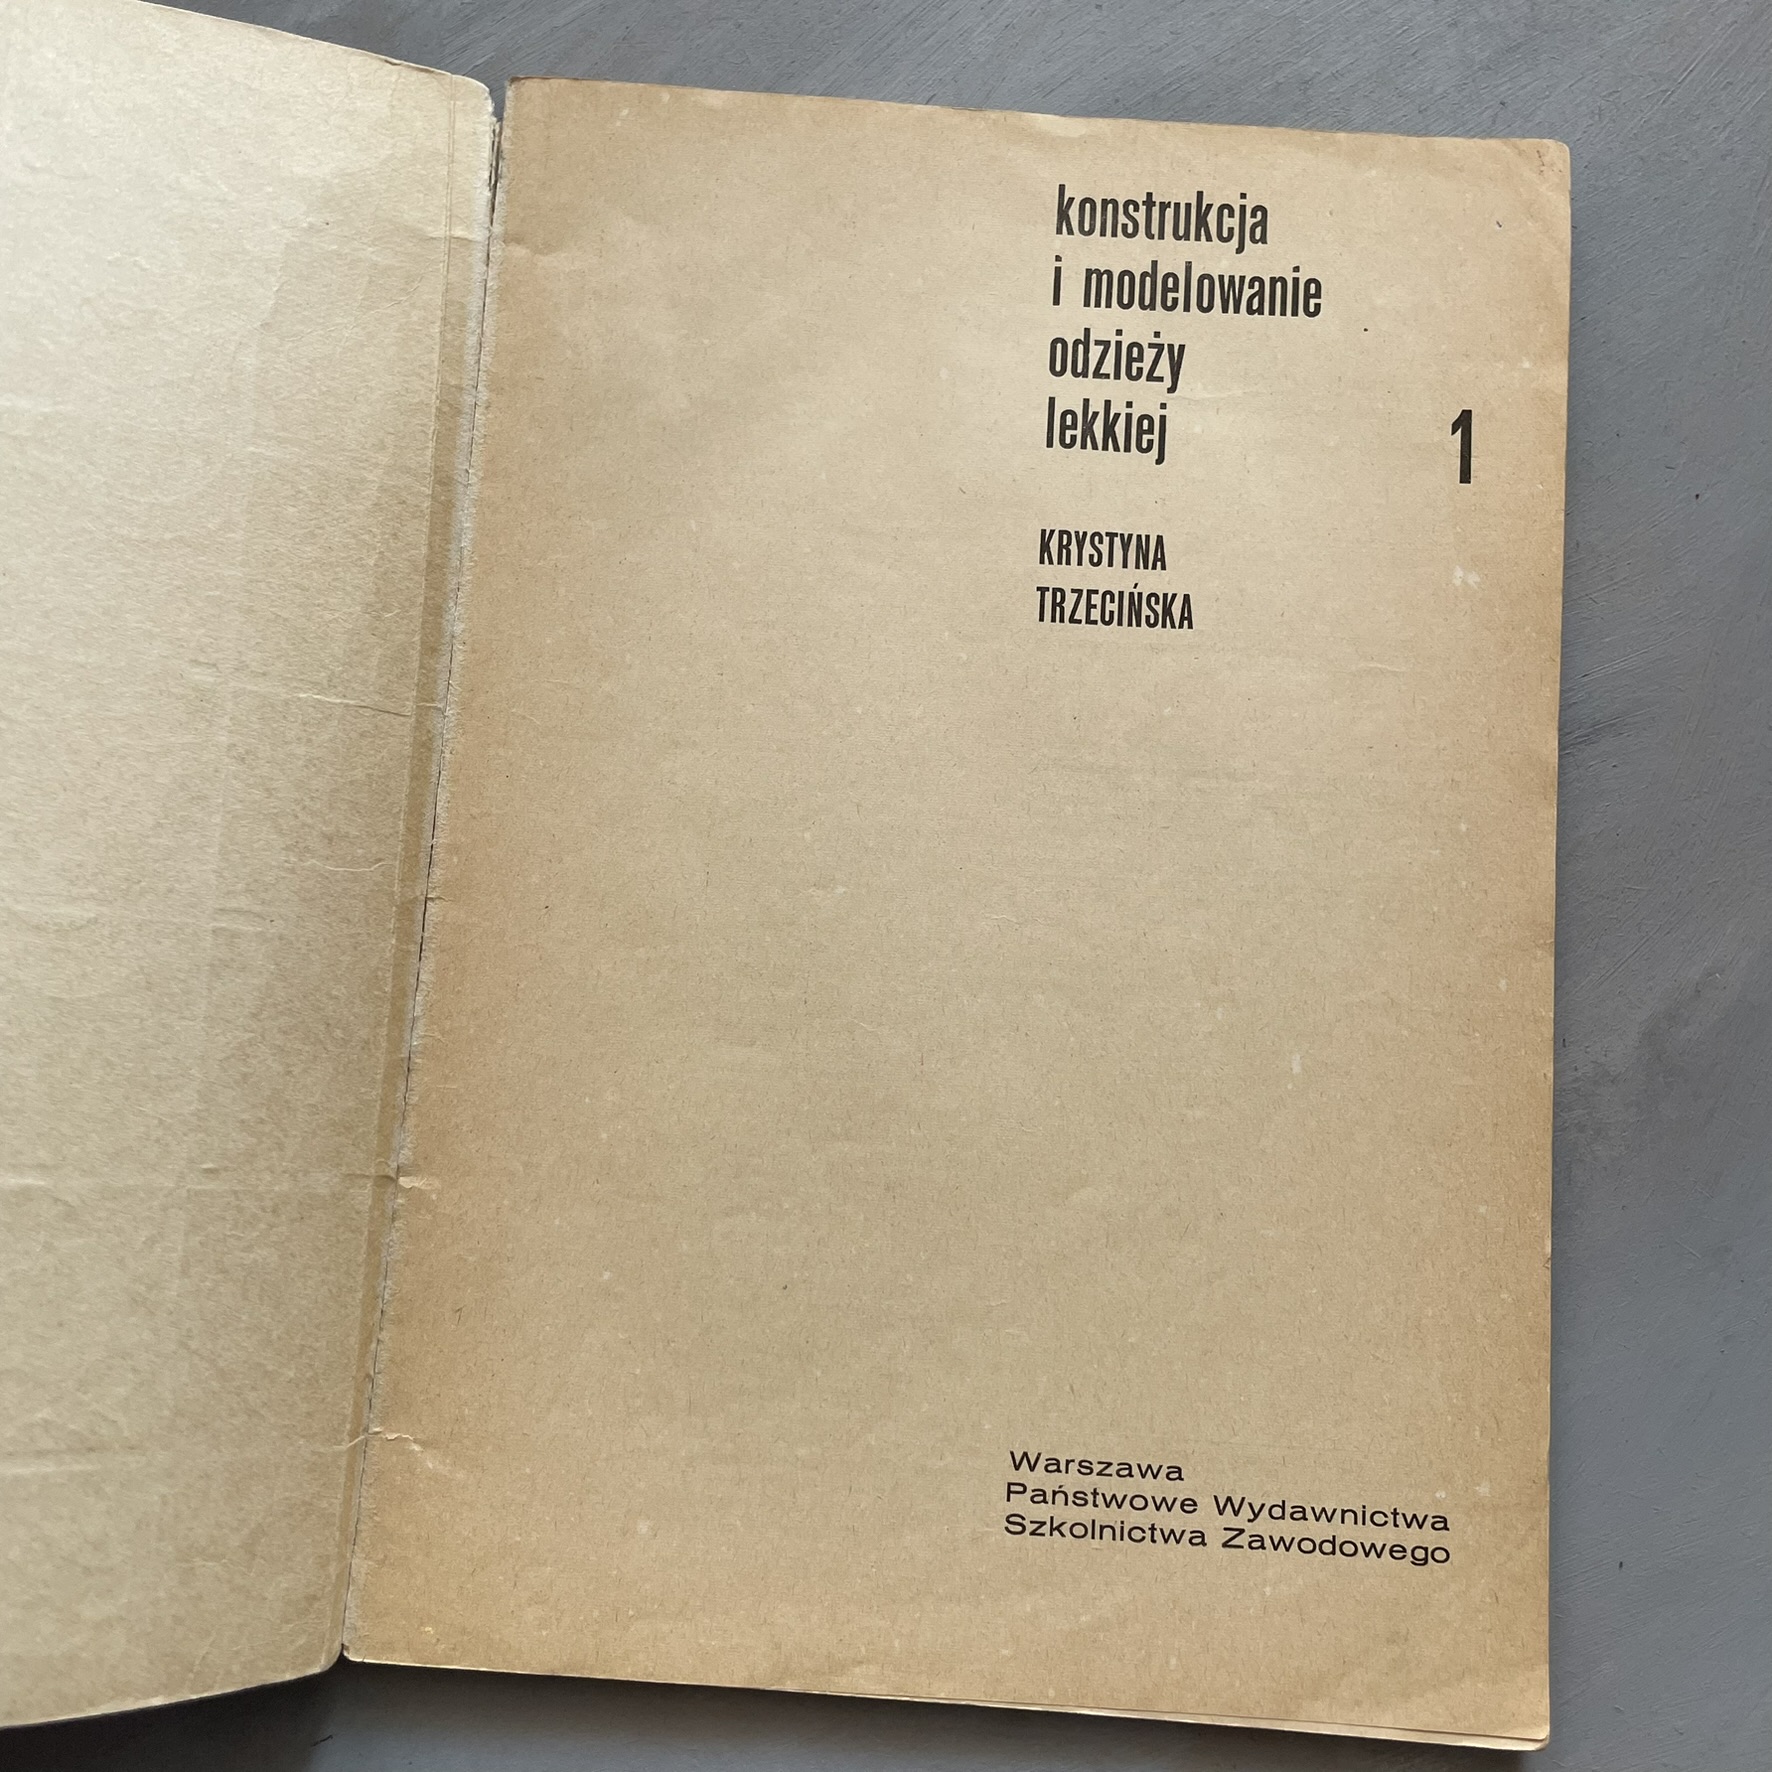 konstrukcja
i modelowanie
odzieży
lekkiej
1
KRYSTYNA
TRZECIŃSKA
Warszawa
Państwowe Wydawnictwa
Szkolnictwa Zawodowego